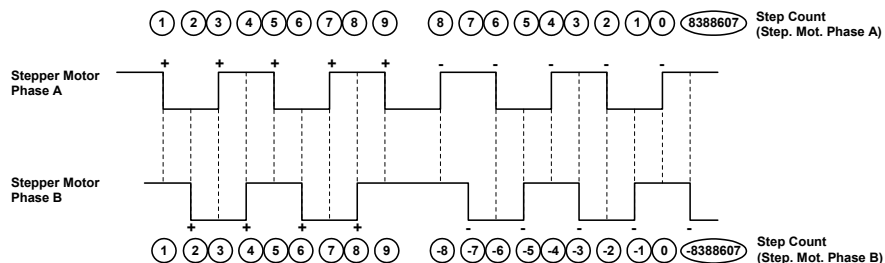 1 2 3 4 5 6 7 8 9 8 7 6 5 4 3 2 1 0 8388607 Step Count
(Step. Mot. Phase A)
+ + + + + - - - - -
Stepper Motor
Phase A
Stepper Motor
Phase B
+ + + + - - - - -
1 2 3 4 5 6 7 8 9 -8 -7 -6 -5 -4 -3 -2 -1 0 -8388607 Step Count
(Step. Mot. Phase B)